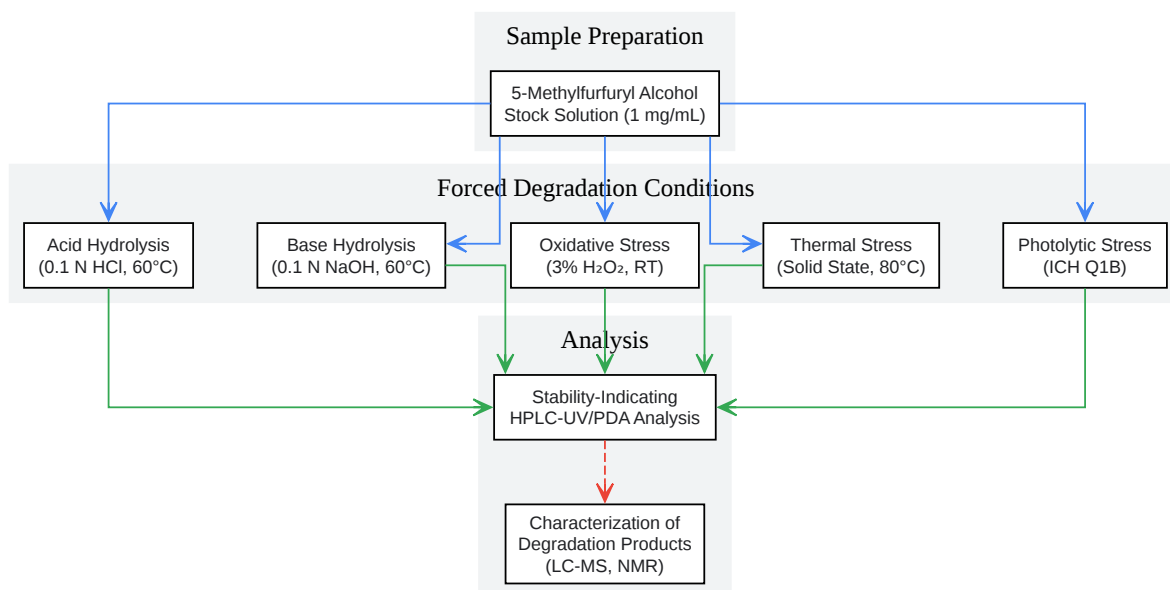 Sample Preparation
5-Methylfurfuryl Alcohol
Stock Solution (1 mg/mL)
Forced Degradation Conditions
Acid Hydrolysis
(0.1 N HCl, 60°C)
Base Hydrolysis
(0.1 N NaOH, 60°C)
Oxidative Stress
(3% H₂O₂, RT)
Thermal Stress
(Solid State, 80°C)
Photolytic Stress
(ICH Q1B)
Analysis
Stability-Indicating
HPLC-UV/PDA Analysis
Characterization of
Degradation Products
(LC-MS, NMR)